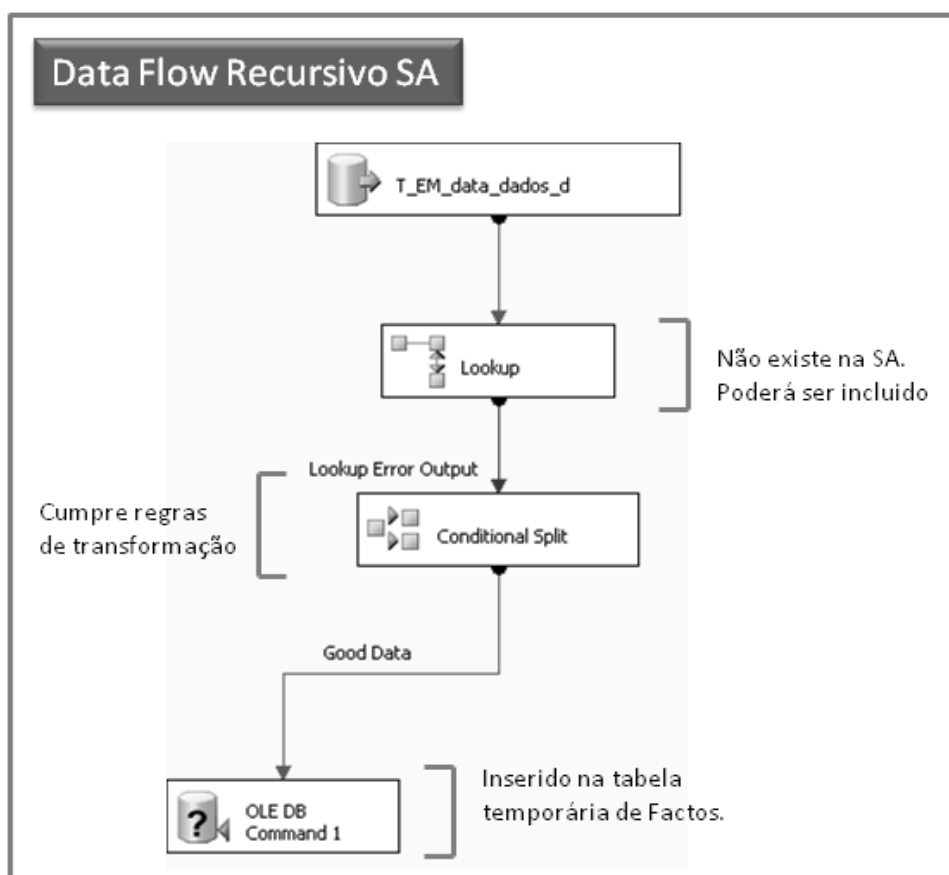 Data Flow Recursivo SA
T_EM_data_dados_d
Lookup
Não existe na SA.
Poderá ser incluido
Lookup Error Output
Cumpre regras
de transformação
Conditional Split
Good Data
OLE DB
Command 1
Inserido na tabela
temporária de Factos.